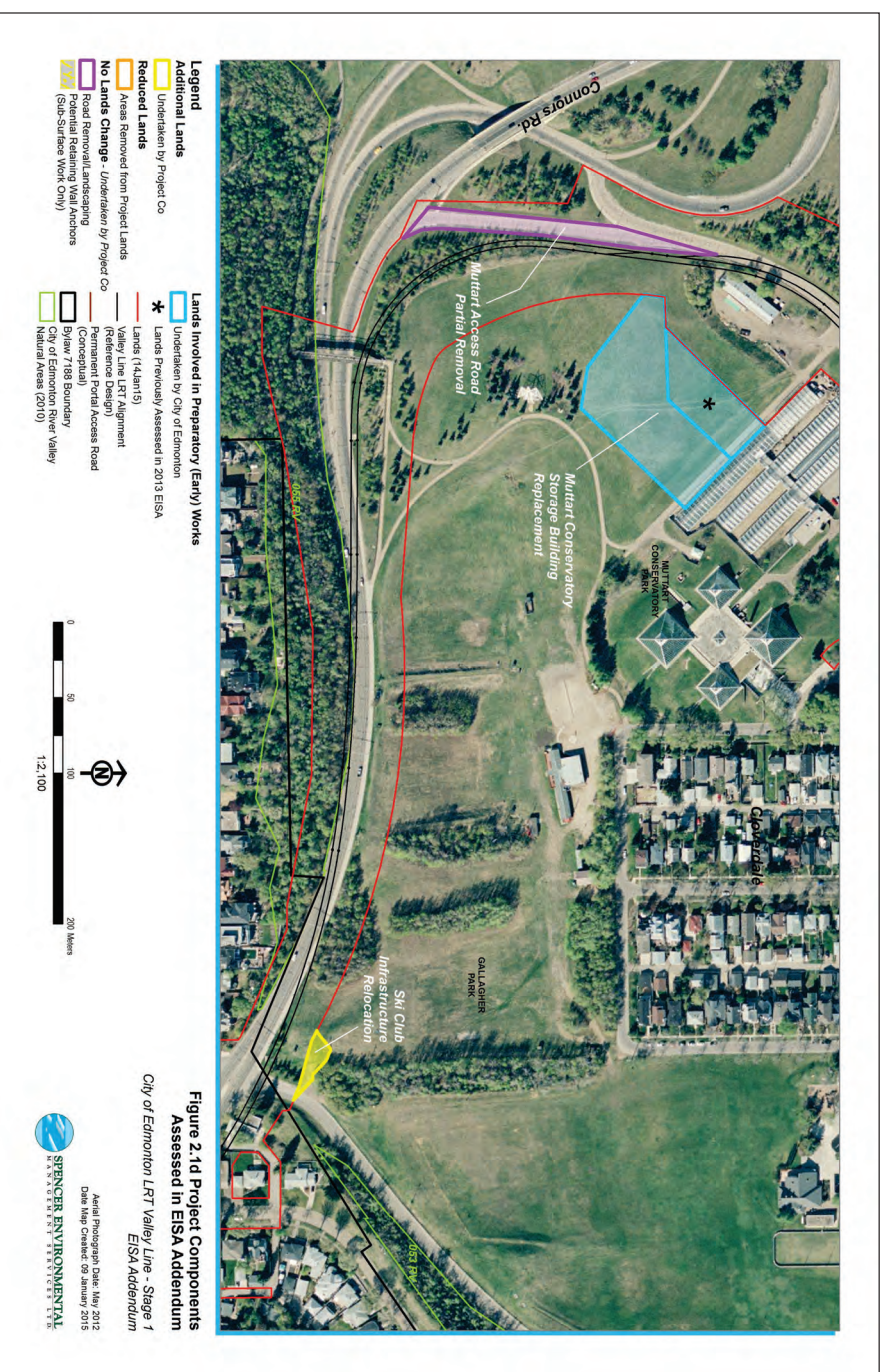 Connors Rd.
Muttart Access Road
Partial Removal
Muttart Conservatory
Storage Building
Replacement
*
MUTTART
CONSERVATORY
PARK
Cloverdale
GALLAGHER
PARK
Ski Club
Infrastructure
Relocation
055 RV
053 RV
Legend
Additional Lands
Undertaken by Project Co
Reduced Lands
Areas Removed from Project Lands
No Lands Change - Undertaken by Project Co
Road Removal/Landscaping
Potential Retaining Wall Anchors
(Sub-Surface Work Only)
Lands Involved in Preparatory (Early) Works
Undertaken by City of Edmonton
* Lands Previously Assessed in 2013 EISA
Lands (14Jan15)
Valley Line LRT Alignment
(Reference Design)
Permanent Portal Access Road
(Conceptual)
Bylaw 7188 Boundary
City of Edmonton River Valley
Natural Areas (2010)
0 50 100 200 Meters
N
1:2,100
Figure 2.1d Project Components
Assessed in EISA Addendum
City of Edmonton LRT Valley Line - Stage 1
EISA Addendum
Aerial Photograph Date: May 2012
Date Map Created: 09 January 2015
SPENCER ENVIRONMENTAL
MANAGEMENT SERVICES LTD.